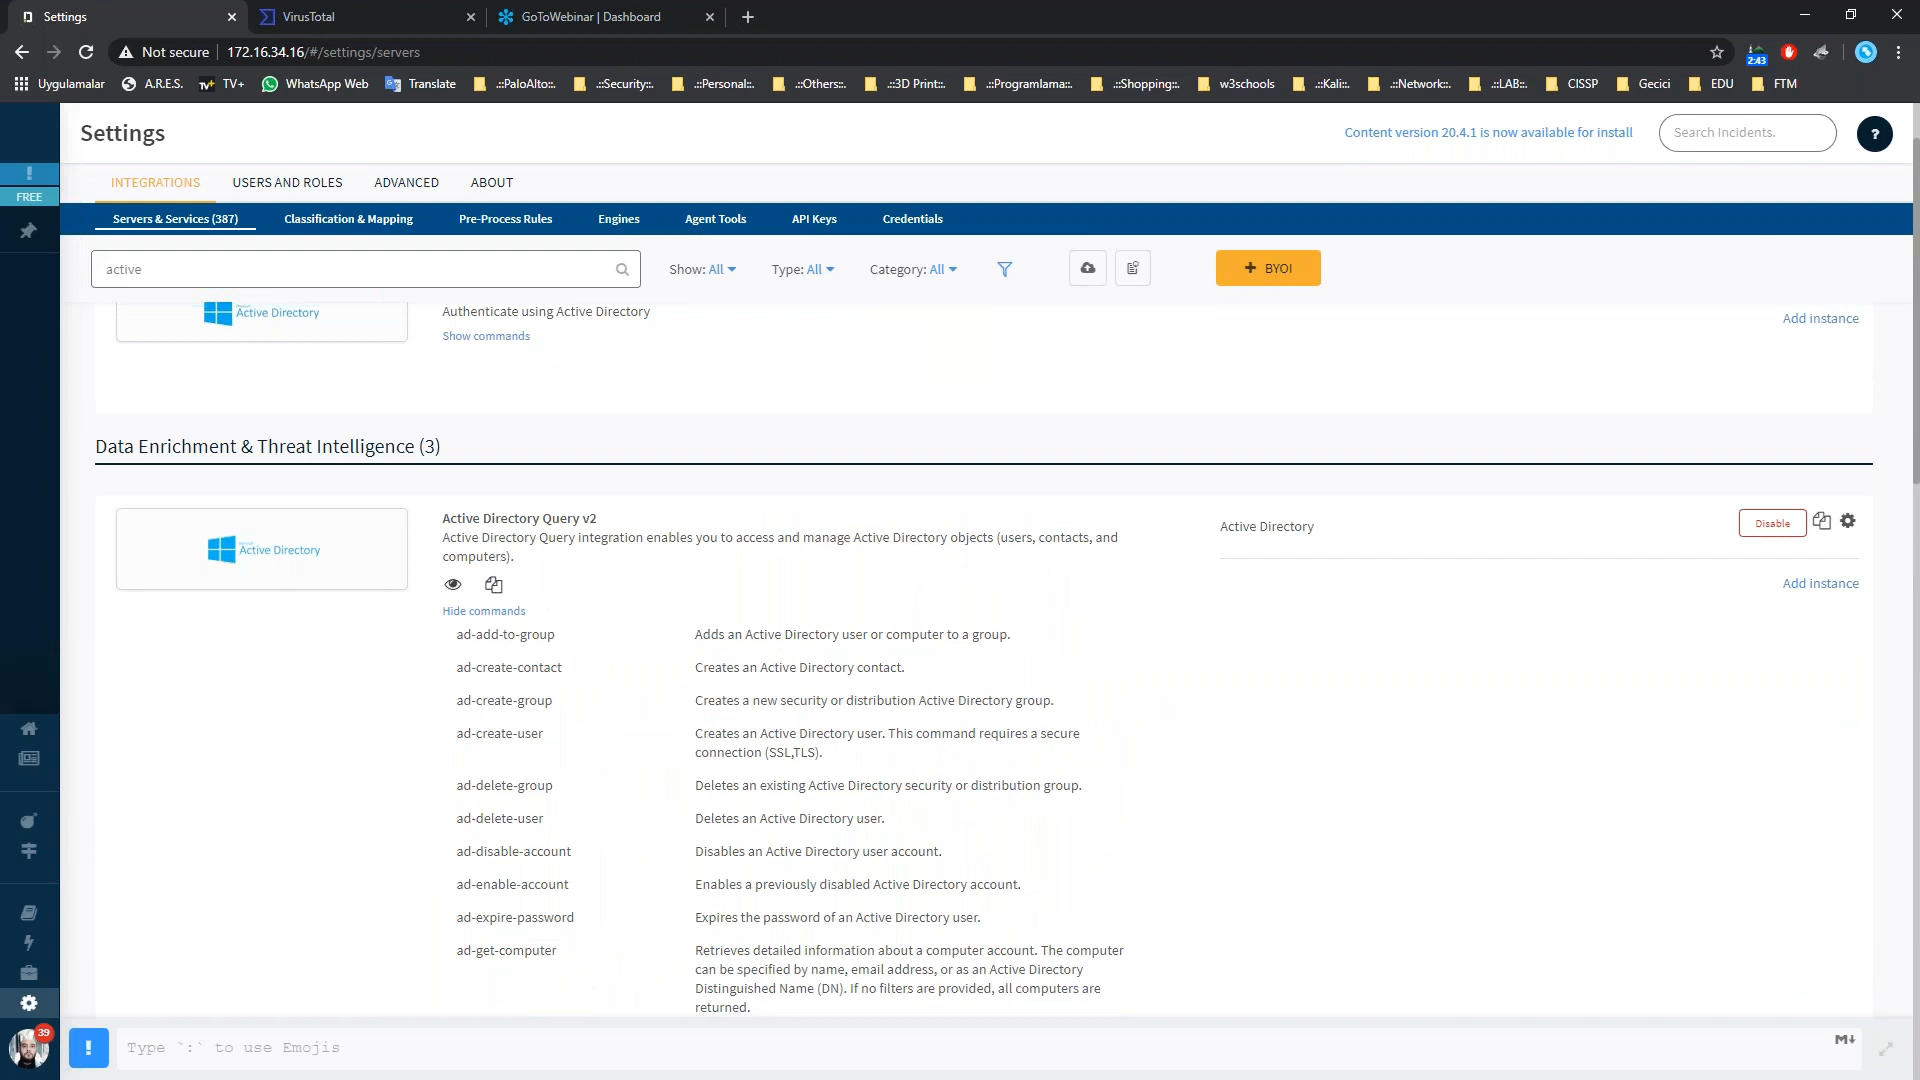 Settings
VirusTotal
GoToWebinar | Dashboard
Not secure
172.16.34.16/#/settings/servers
2:43
Uygulamalar
A.R.E.S.
TV+
WhatsApp Web
Translate
.::PaloAlto::.
.::Security::.
.::Personal::.
.::Others::.
.::3D Print::.
.::Programlama::.
.::Shopping::.
w3schools
.::Kali::.
.::Network::.
.::LAB::.
CISSP
Gecici
EDU
FTM
Settings
Content version 20.4.1 is now available for install
Search Incidents.
?
FREE
INTEGRATIONS
USERS AND ROLES
ADVANCED
ABOUT
Servers & Services (387)
Classification & Mapping
Pre-Process Rules
Engines
Agent Tools
API Keys
Credentials
active
Show: All
Type: All
Category: All
+ BYOI
Active Directory
Authenticate using Active Directory
Show commands
Add instance
Data Enrichment & Threat Intelligence (3)
Active Directory
Active Directory Query v2
Active Directory Query integration enables you to access and manage Active Directory objects (users, contacts, and
computers).
Active Directory
Disable
Add instance
Hide commands
ad-add-to-group
Adds an Active Directory user or computer to a group.
ad-create-contact
Creates an Active Directory contact.
ad-create-group
Creates a new security or distribution Active Directory group.
ad-create-user
Creates an Active Directory user. This command requires a secure
connection (SSL,TLS).
ad-delete-group
Deletes an existing Active Directory security or distribution group.
ad-delete-user
Deletes an Active Directory user.
ad-disable-account
Disables an Active Directory user account.
ad-enable-account
Enables a previously disabled Active Directory account.
ad-expire-password
Expires the password of an Active Directory user.
ad-get-computer
Retrieves detailed information about a computer account. The computer
can be specified by name, email address, or as an Active Directory
Distinguished Name (DN). If no filters are provided, all computers are
returned.
39
!
Type `:` to use Emojis
M↓